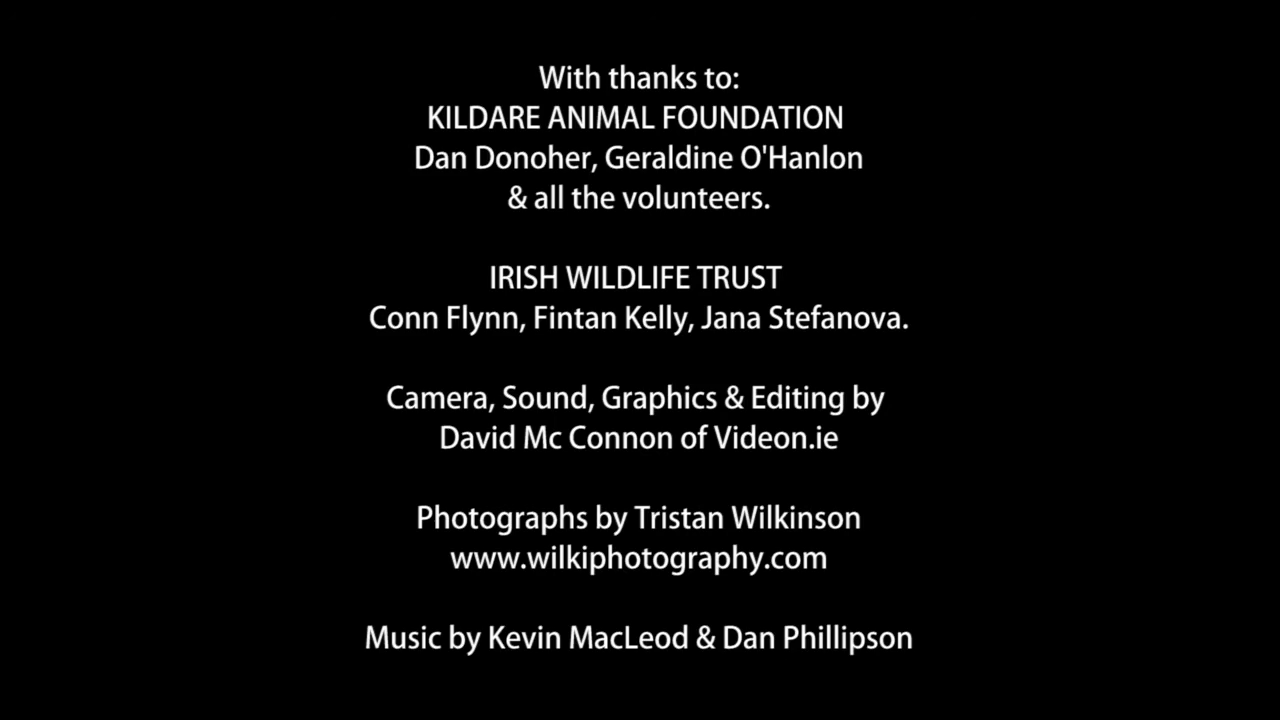 With thanks to:
KILDARE ANIMAL FOUNDATION
Dan Donoher, Geraldine O'Hanlon
& all the volunteers.
IRISH WILDLIFE TRUST
Conn Flynn, Fintan Kelly, Jana Stefanova.
Camera, Sound, Graphics & Editing by
David Mc Connon of Videon.ie
Photographs by Tristan Wilkinson
www.wilkiphotography.com
Music by Kevin MacLeod & Dan Phillipson